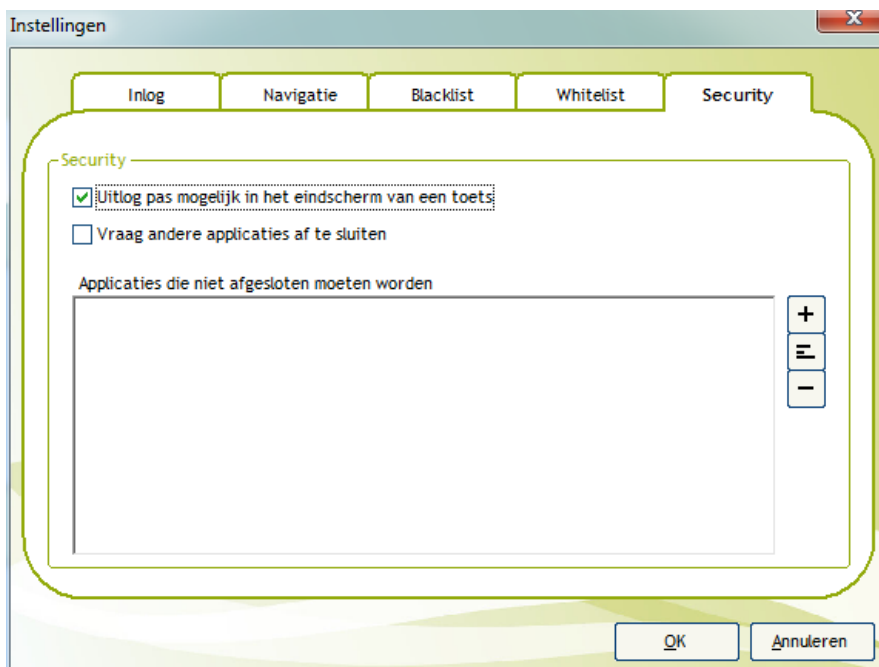 Instellingen
Inlog Navigatie Blacklist Whitelist Security
Security
Uitlog pas mogelijk in het eindscherm van een toets
Vraag andere applicaties af te sluiten
Applicaties die niet afgesloten moeten worden
OK Annuleren